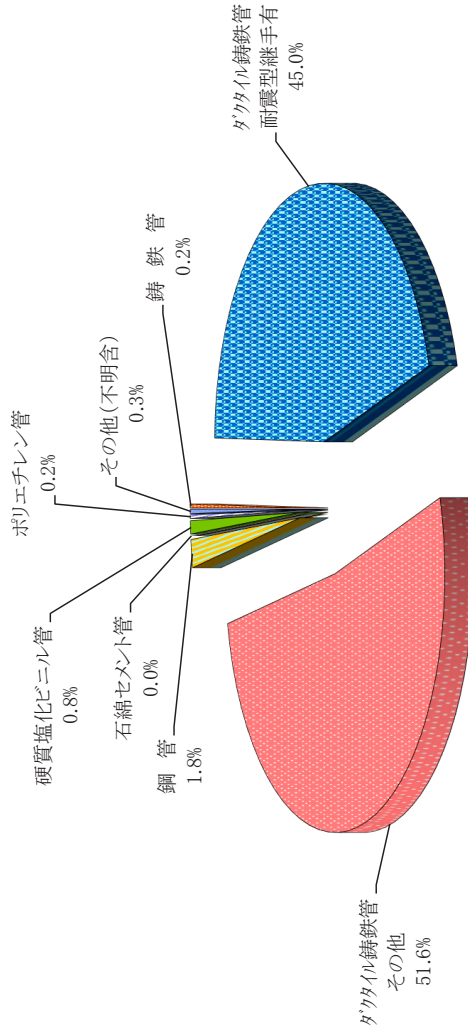 鋳 鉄 管
0.2%
ﾀﾞｸﾀｲﾙ鋳鉄管
耐震型継手有
45.0%
ﾀﾞｸﾀｲﾙ鋳鉄管
その他
51.6%
鋼 管
1.8%
石綿セメント管
0.0%
硬質塩化ビニル管
0.8%
ポリエチレン管
0.2%
その他(不明含)
0.3%